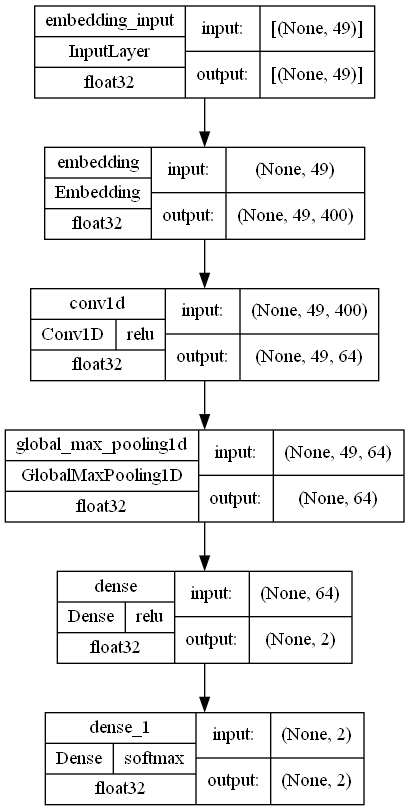 embedding_input
input:
[(None, 49)]
InputLayer
output:
[(None, 49)]
float32
embedding
input:
(None, 49)
Embedding
output:
(None, 49, 400)
float32
conv1d
input:
(None, 49, 400)
Conv1D
relu
output:
(None, 49, 64)
float32
global_max_pooling1d
input:
(None, 49, 64)
GlobalMaxPooling1D
output:
(None, 64)
float32
dense
input:
(None, 64)
Dense
relu
output:
(None, 2)
float32
dense_1
input:
(None, 2)
Dense
softmax
output:
(None, 2)
float32